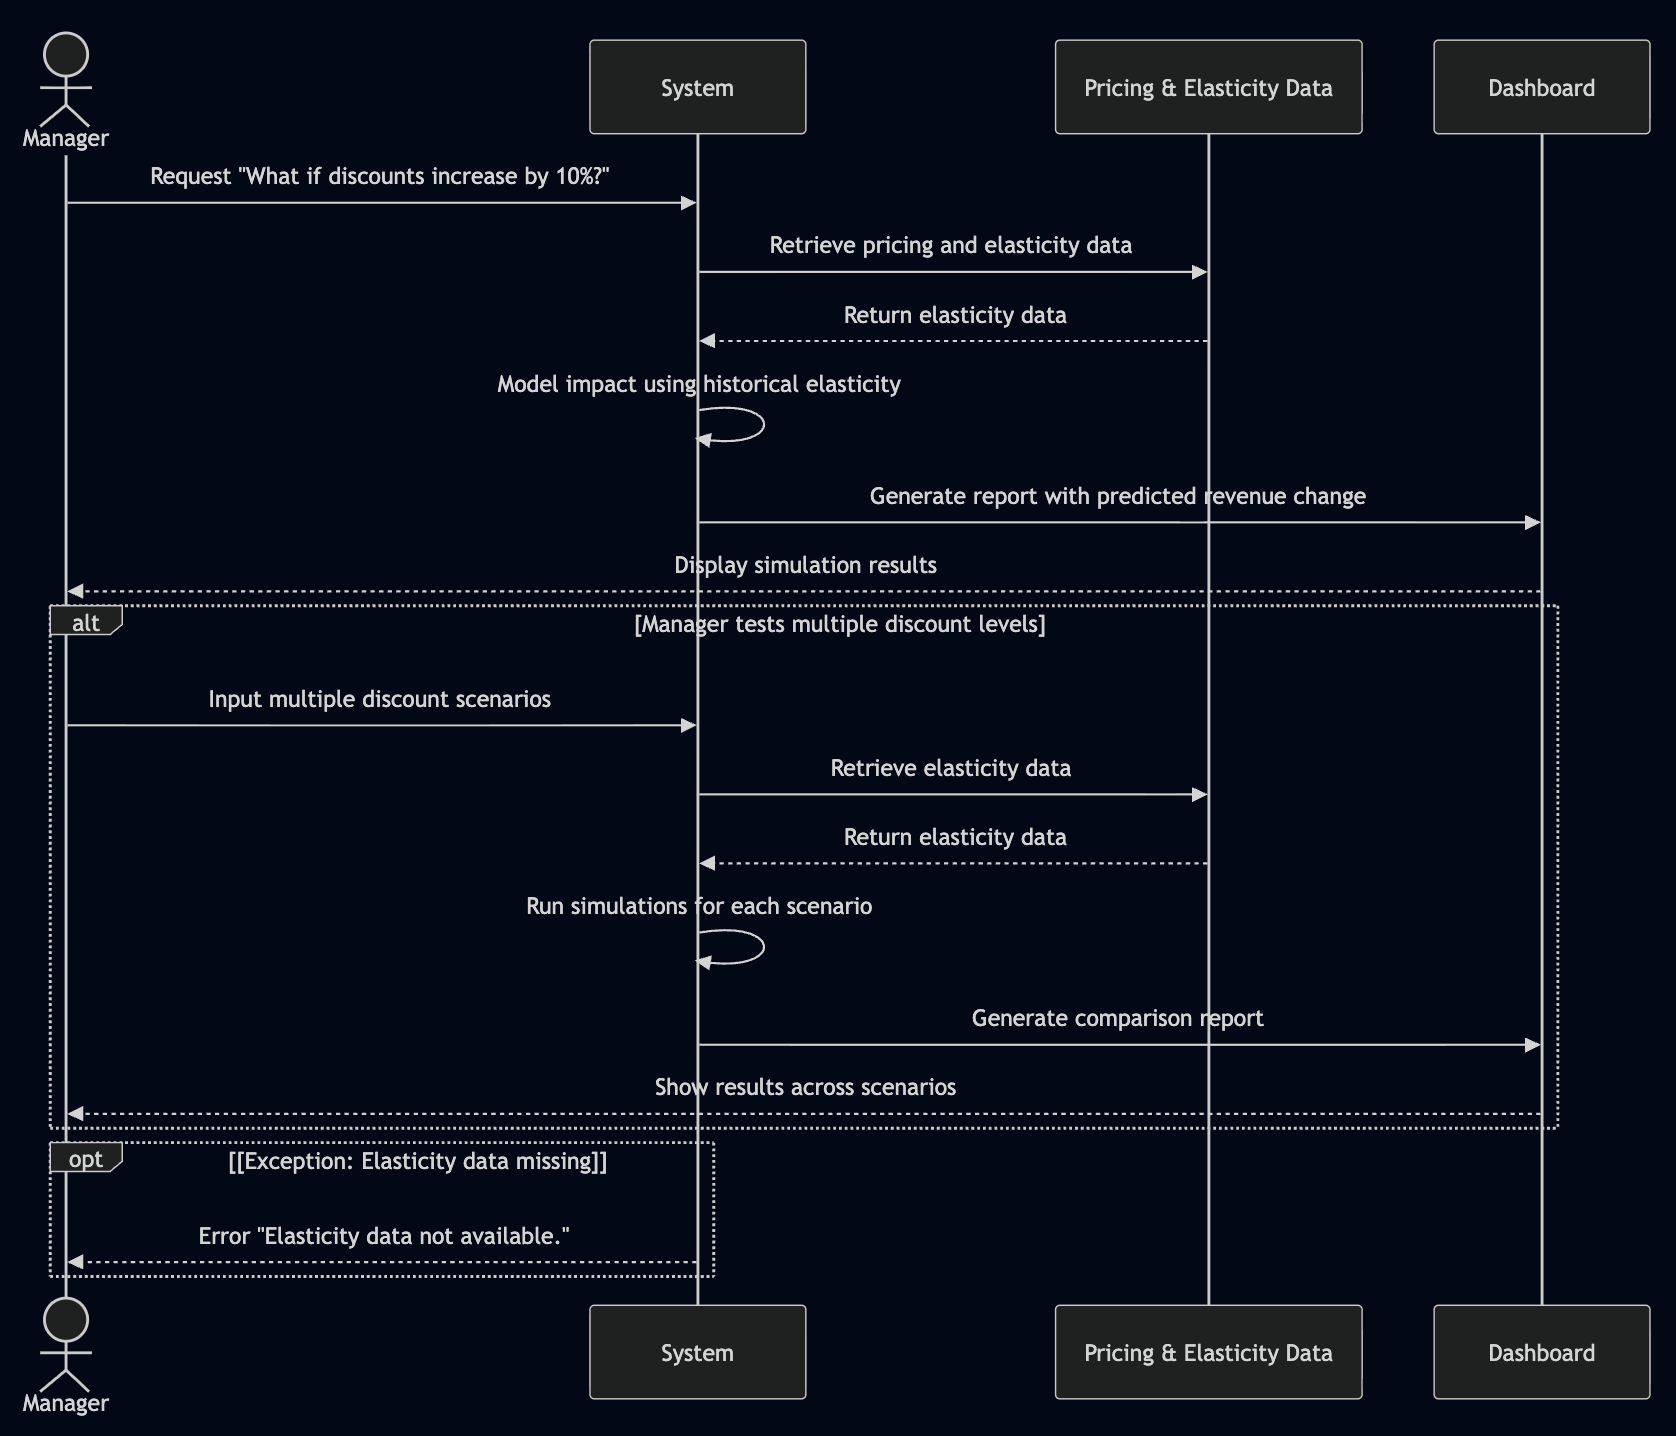 Manager
System
Pricing & Elasticity Data
Dashboard
Request "What if discounts increase by 10%?"
Retrieve pricing and elasticity data
Return elasticity data
Model impact using historical elasticity
Generate report with predicted revenue change
Display simulation results
alt
[Manager tests multiple discount levels]
Input multiple discount scenarios
Retrieve elasticity data
Return elasticity data
Run simulations for each scenario
Generate comparison report
Show results across scenarios
opt
[[Exception: Elasticity data missing]]
Error "Elasticity data not available."
Manager
System
Pricing & Elasticity Data
Dashboard